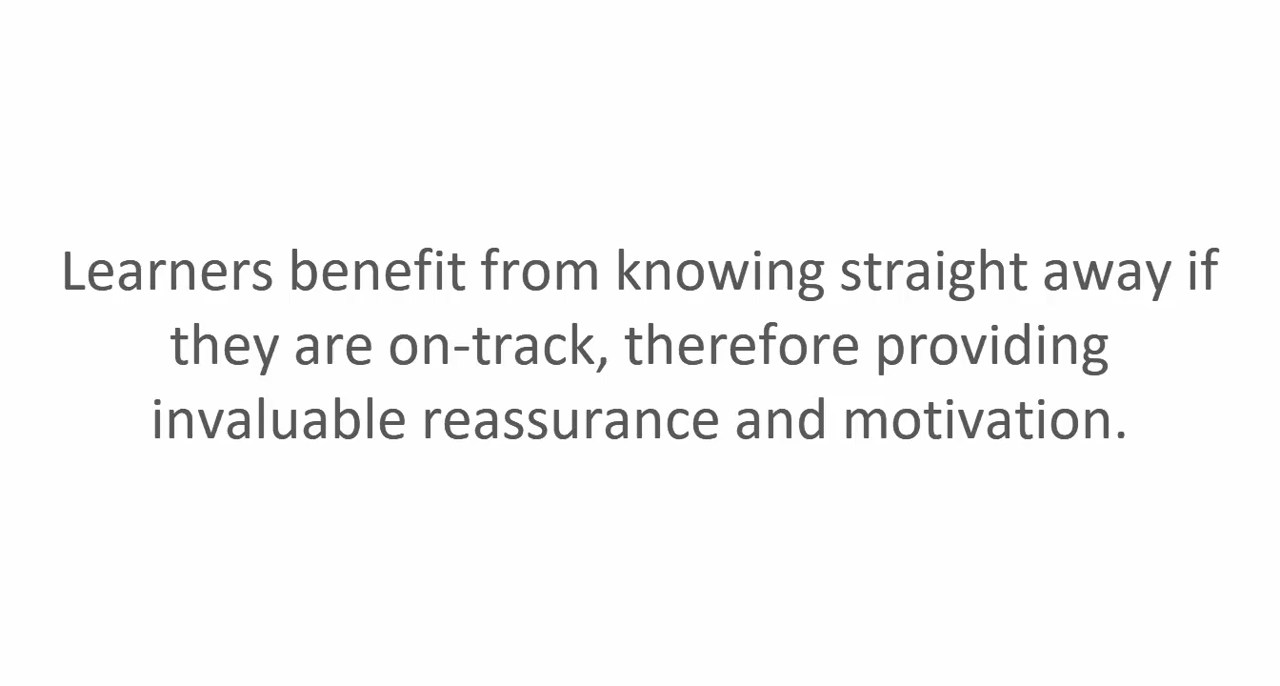 Learners benefit from knowing straight away if
they are on-track, therefore providing
invaluable reassurance and motivation.